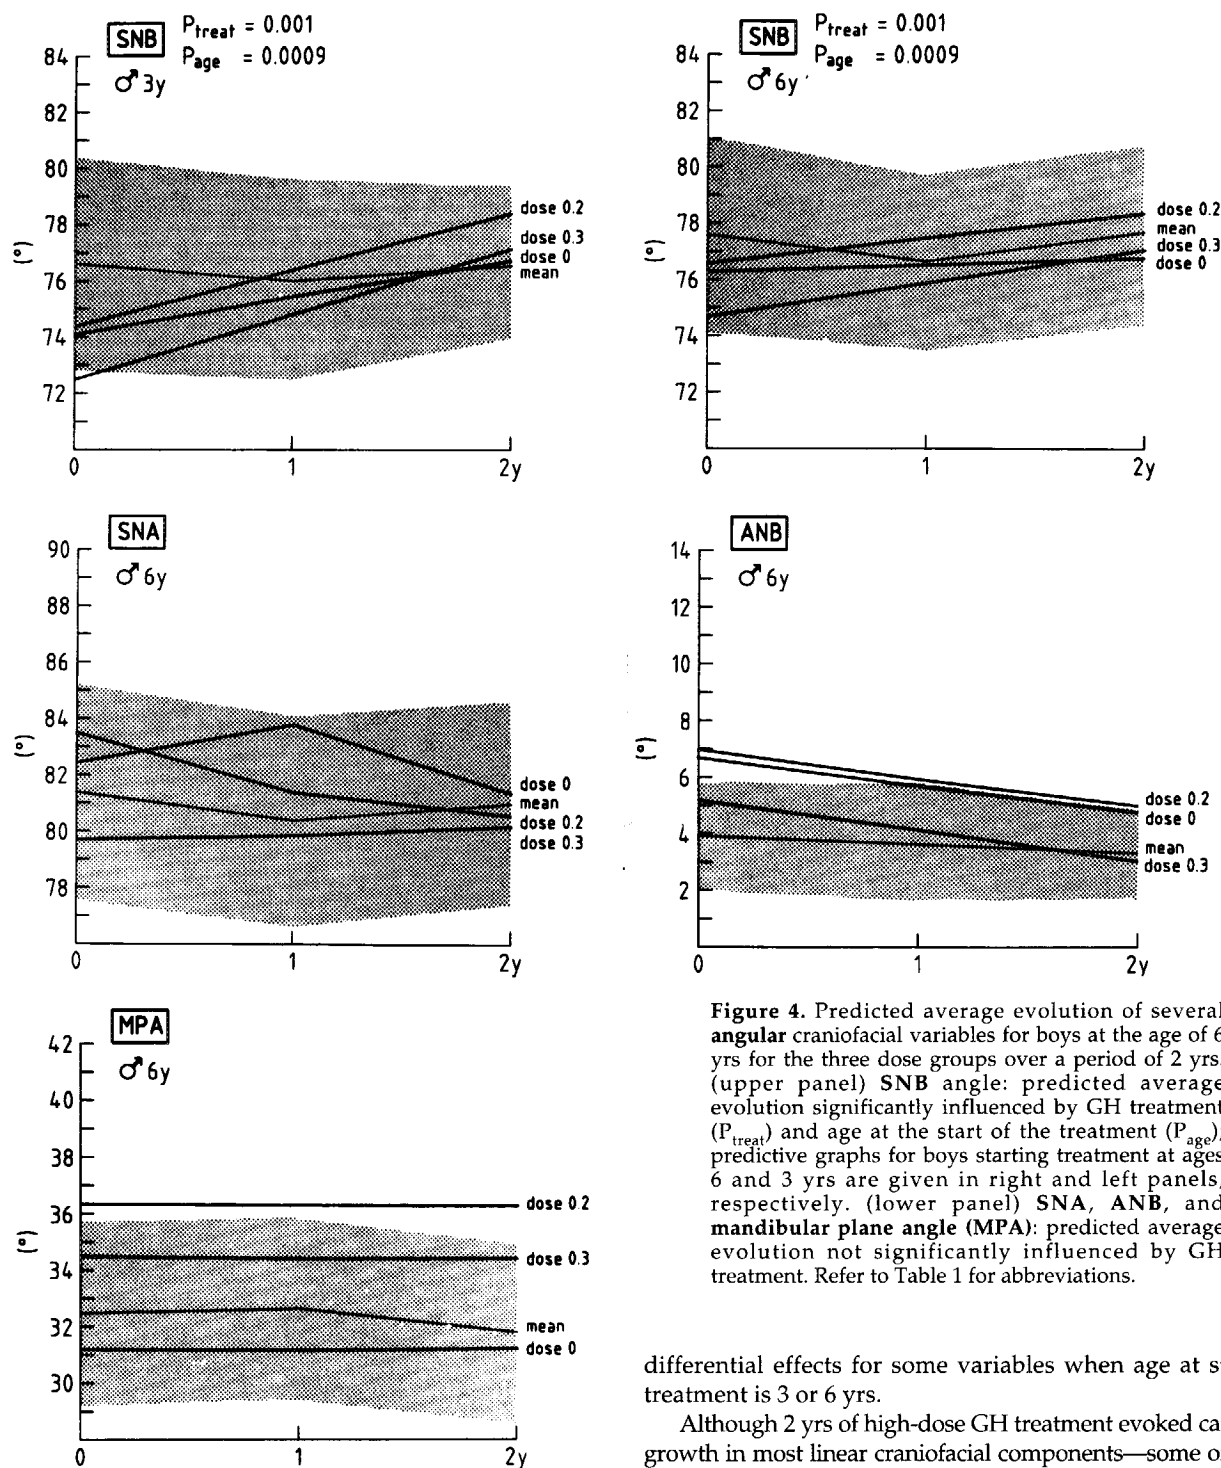 SNB P_treat = 0.001
P_age = 0.0009
♂ 3y
84
82
80
78
76
74
72
(°)
dose 0.2
dose 0.3
dose 0
mean
0 1 2y
SNB P_treat = 0.001
P_age = 0.0009
♂ 6y
84
82
80
78
76
74
72
(°)
dose 0.2
mean
dose 0.3
dose 0
0 1 2y
SNA
♂ 6y
90
88
86
84
82
80
78
(°)
dose 0
mean
dose 0.2
dose 0.3
0 1 2y
ANB
♂ 6y
14
12
10
8
6
4
2
(°)
dose 0.2
dose 0
mean
dose 0.3
0 1 2y
MPA
♂ 6y
42
40
38
36
34
32
30
(°)
dose 0.2
dose 0.3
mean
dose 0
0 1 2y
Figure 4. Predicted average evolution of several
angular craniofacial variables for boys at the age of 6
yrs for the three dose groups over a period of 2 yrs.
(upper panel) SNB angle: predicted average
evolution significantly influenced by GH treatment
(P_treat) and age at the start of the treatment (P_age);
predictive graphs for boys starting treatment at ages
6 and 3 yrs are given in right and left panels,
respectively. (lower panel) SNA, ANB, and
mandibular plane angle (MPA): predicted average
evolution not significantly influenced by GH
treatment. Refer to Table 1 for abbreviations.
differential effects for some variables when age at s
treatment is 3 or 6 yrs.
Although 2 yrs of high-dose GH treatment evoked ca
growth in most linear craniofacial components—some o